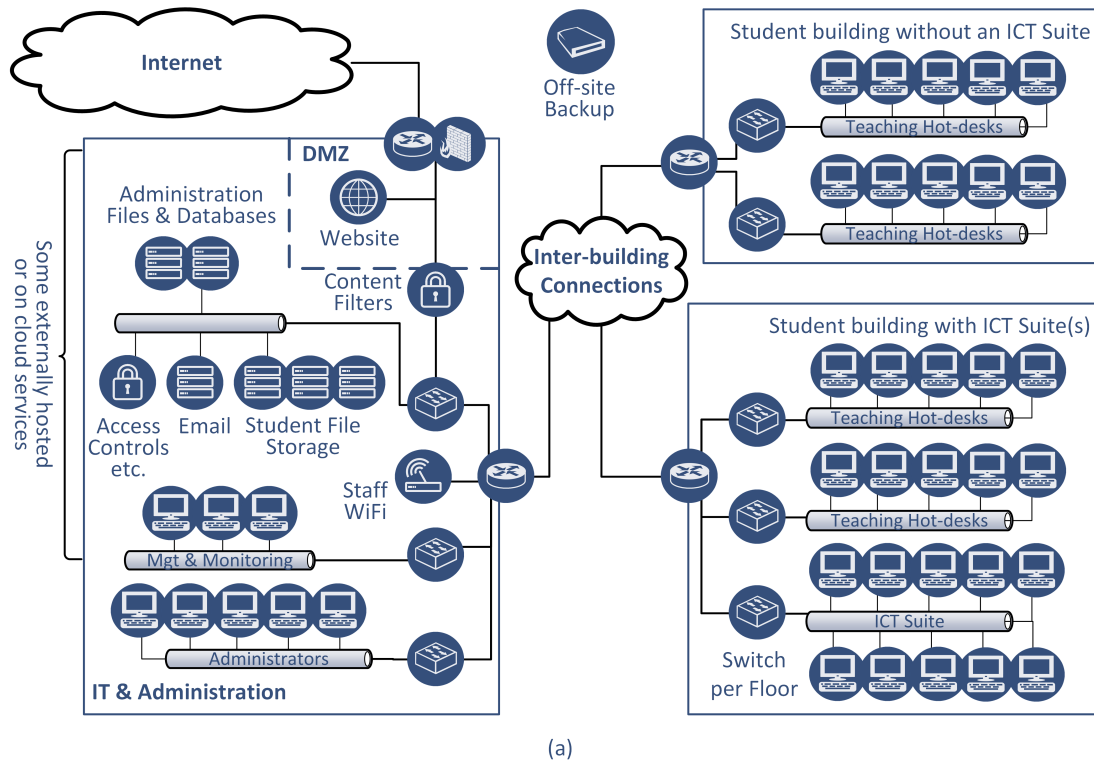 Internet
Off-site
Backup
Student building without an ICT Suite
Teaching Hot-desks
Teaching Hot-desks
DMZ
Website
Administration
Files & Databases
Content
Filters
Some externally hosted
or on cloud services
Access
Controls
etc.
Email
Student File
Storage
Staff
WiFi
Mgt & Monitoring
Administrators
IT & Administration
Inter-building
Connections
Student building with ICT Suite(s)
Teaching Hot-desks
Teaching Hot-desks
ICT Suite
Switch
per Floor
(a)